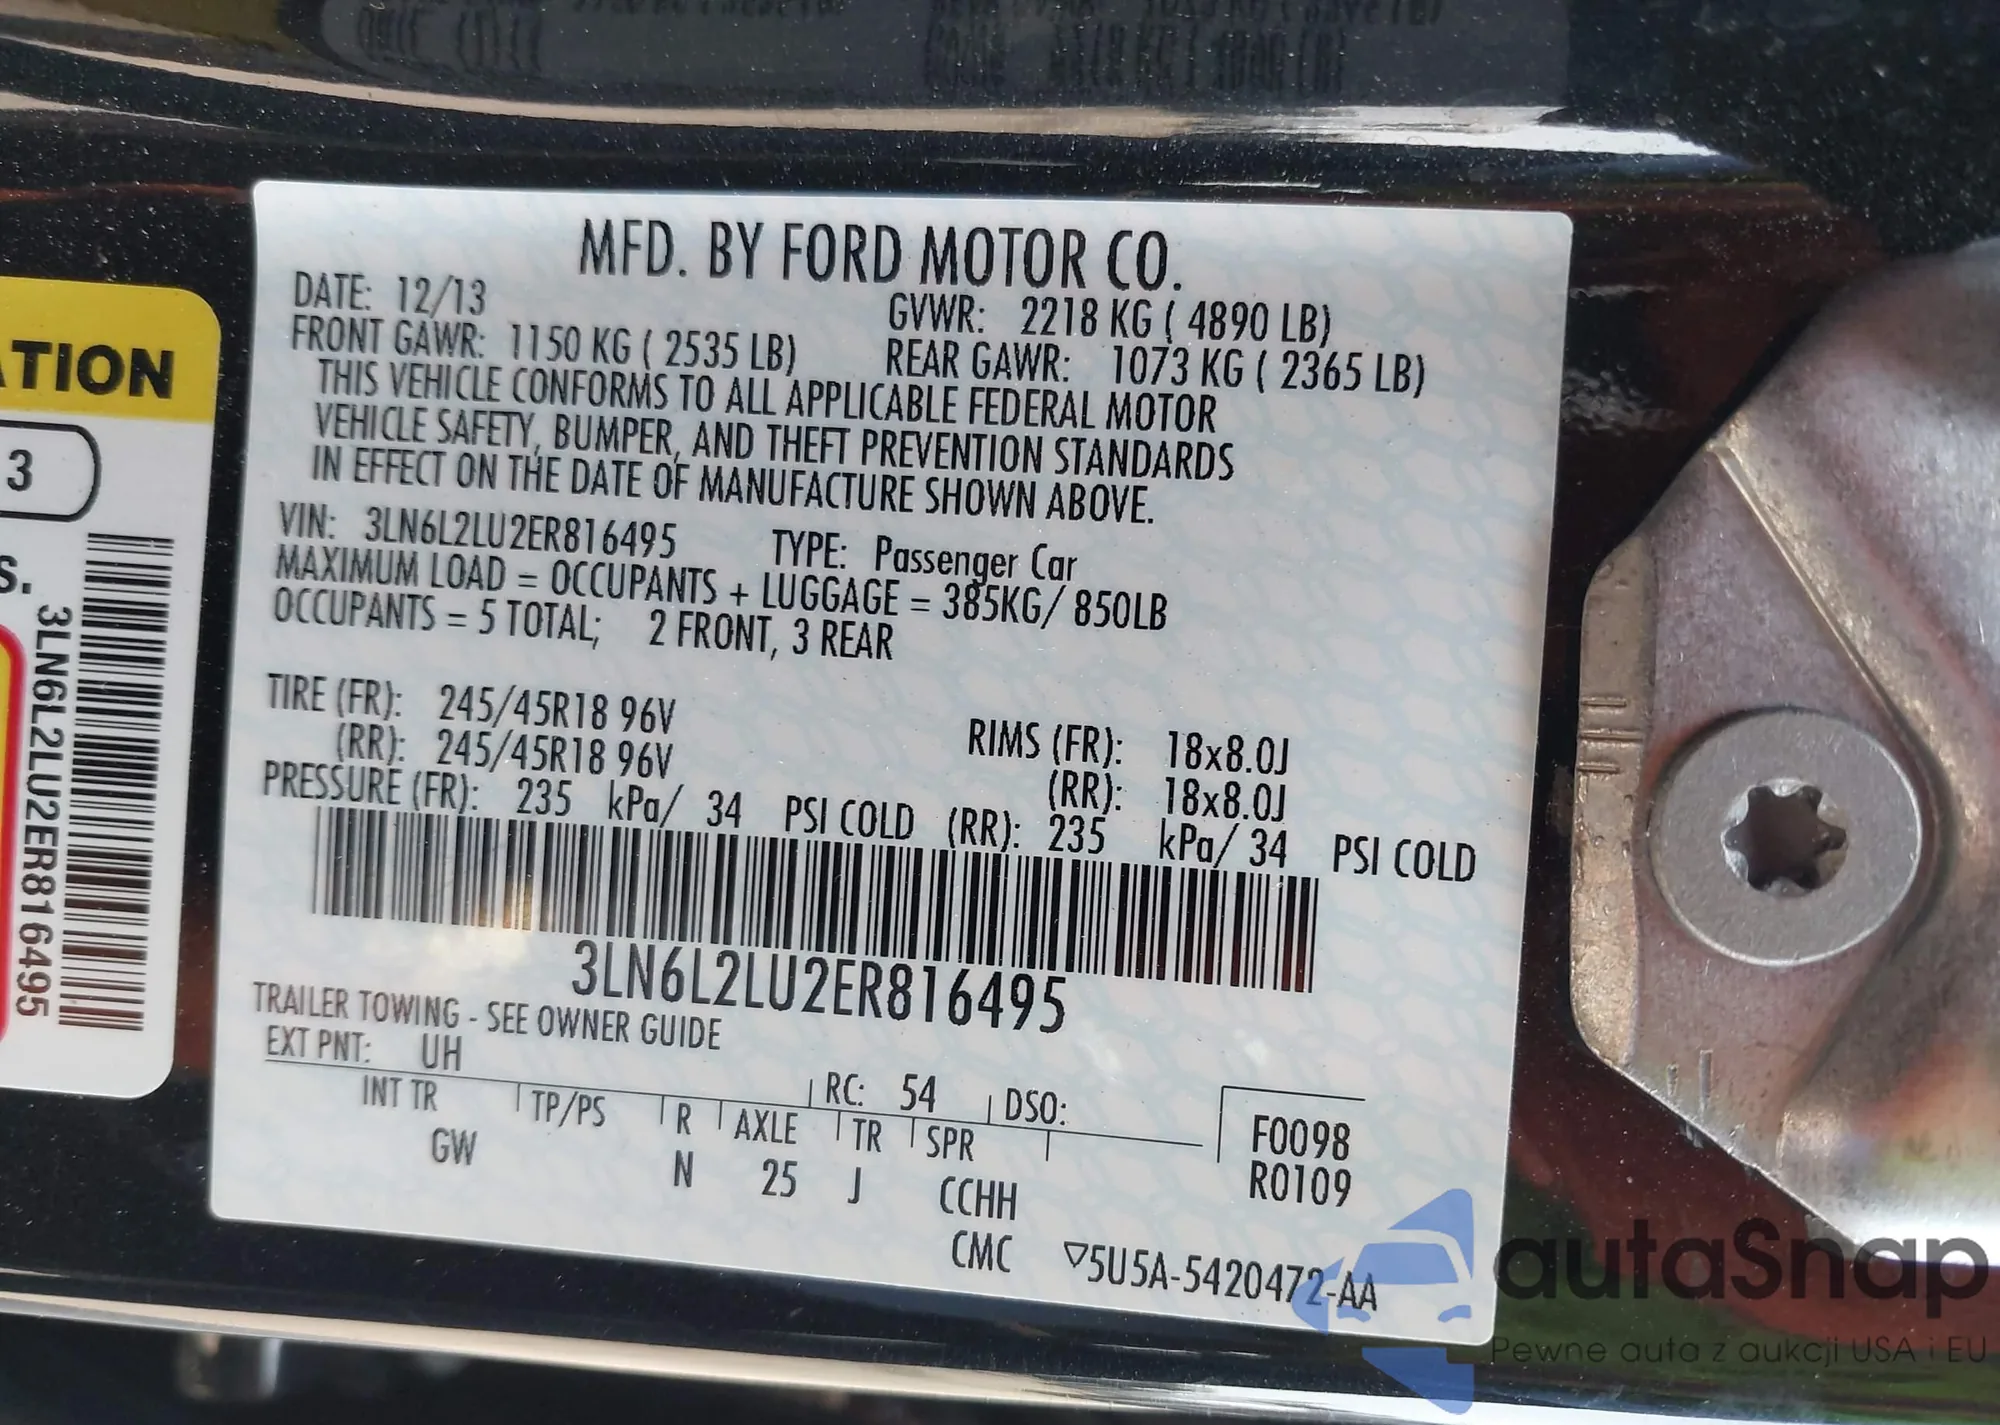 MFD. BY FORD MOTOR CO.
DATE: 12/13 GVWR: 2218 KG ( 4890 LB)
FRONT GAWR: 1150 KG ( 2535 LB) REAR GAWR: 1073 KG ( 2365 LB)
THIS VEHICLE CONFORMS TO ALL APPLICABLE FEDERAL MOTOR
VEHICLE SAFETY, BUMPER, AND THEFT PREVENTION STANDARDS
IN EFFECT ON THE DATE OF MANUFACTURE SHOWN ABOVE.
VIN: 3LN6L2LU2ER816495 TYPE: Passenger Car
MAXIMUM LOAD = OCCUPANTS + LUGGAGE = 385KG/ 850LB
OCCUPANTS = 5 TOTAL; 2 FRONT, 3 REAR
TIRE (FR): 245/45R18 96V RIMS (FR): 18x8.0J
(RR): 245/45R18 96V (RR): 18x8.0J
PRESSURE (FR): 235 kPa/ 34 PSI COLD (RR): 235 kPa/ 34 PSI COLD
3LN6L2LU2ER816495
TRAILER TOWING - SEE OWNER GUIDE
EXT PNT: UH RC: 54 DSO:
INT TR TP/PS R AXLE TR SPR F0098
GW N 25 J CCHH R0109
CMC ▽5U5A-5420472-AA
ATION
3
S.
3LN6L2LU2ER816495
autaSnap
Pewne auta z aukcji USA i EU